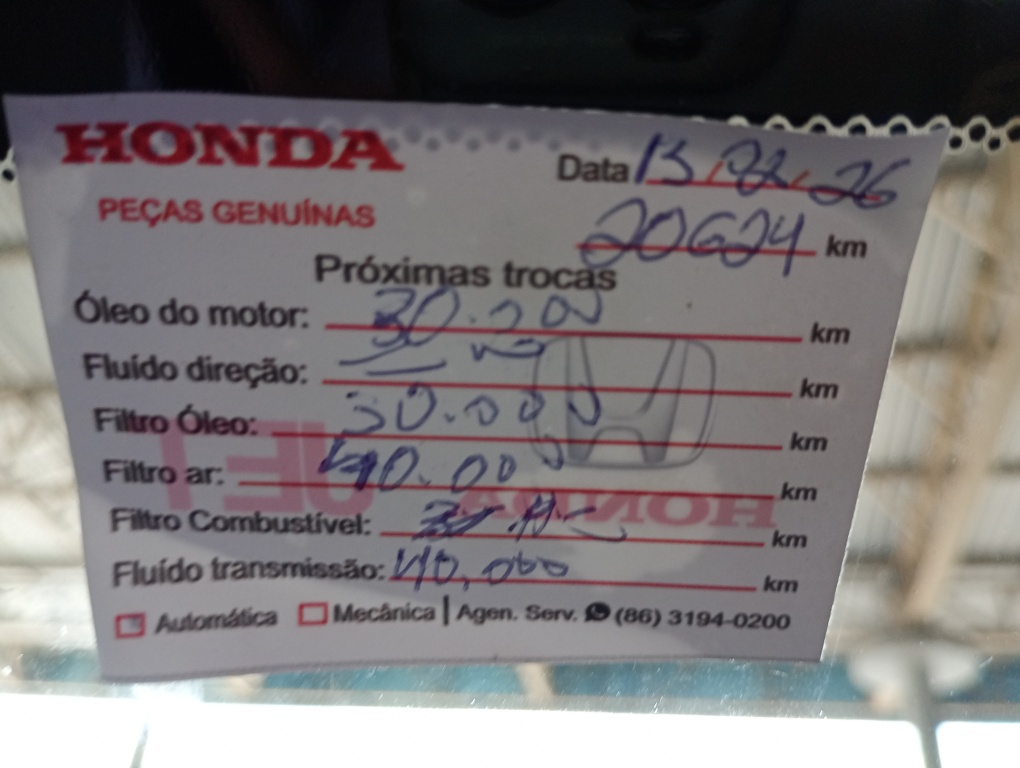 HONDA
PEÇAS GENUÍNAS
Data 13/02/26
20624 km
Próximas trocas
Óleo do motor: 30.000 km
Fluído direção: km
Filtro Óleo: 30.000 km
Filtro ar: 40.000 km
Filtro Combustível: km
Fluído transmissão: 40,000 km
Automática Mecânica | Agen. Serv. (86) 3194-0200
HONDA